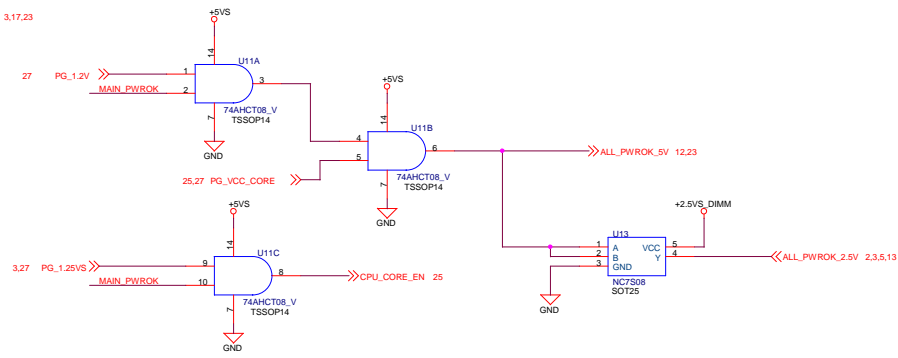 3,17,23
+5VS
14
U11A
27 PG_1.2V
1
3
MAIN_PWROK
2
+5VS
7
74AHCT08_V
TSSOP14
14
U11B
GND
4
6
ALL_PWROK_5V 12,23
5
25,27 PG_VCC_CORE
7
74AHCT08_V
TSSOP14
+5VS
+2.5VS_DIMM
GND
U13
14
U11C
1 A VCC 5
2 B Y 4
ALL_PWROK_2.5V 2,3,5,13
3 GND
3,27 PG_1.25VS
9
8
CPU_CORE_EN 25
MAIN_PWROK
10
NC7S08
SOT25
7
74AHCT08_V
TSSOP14
GND
GND